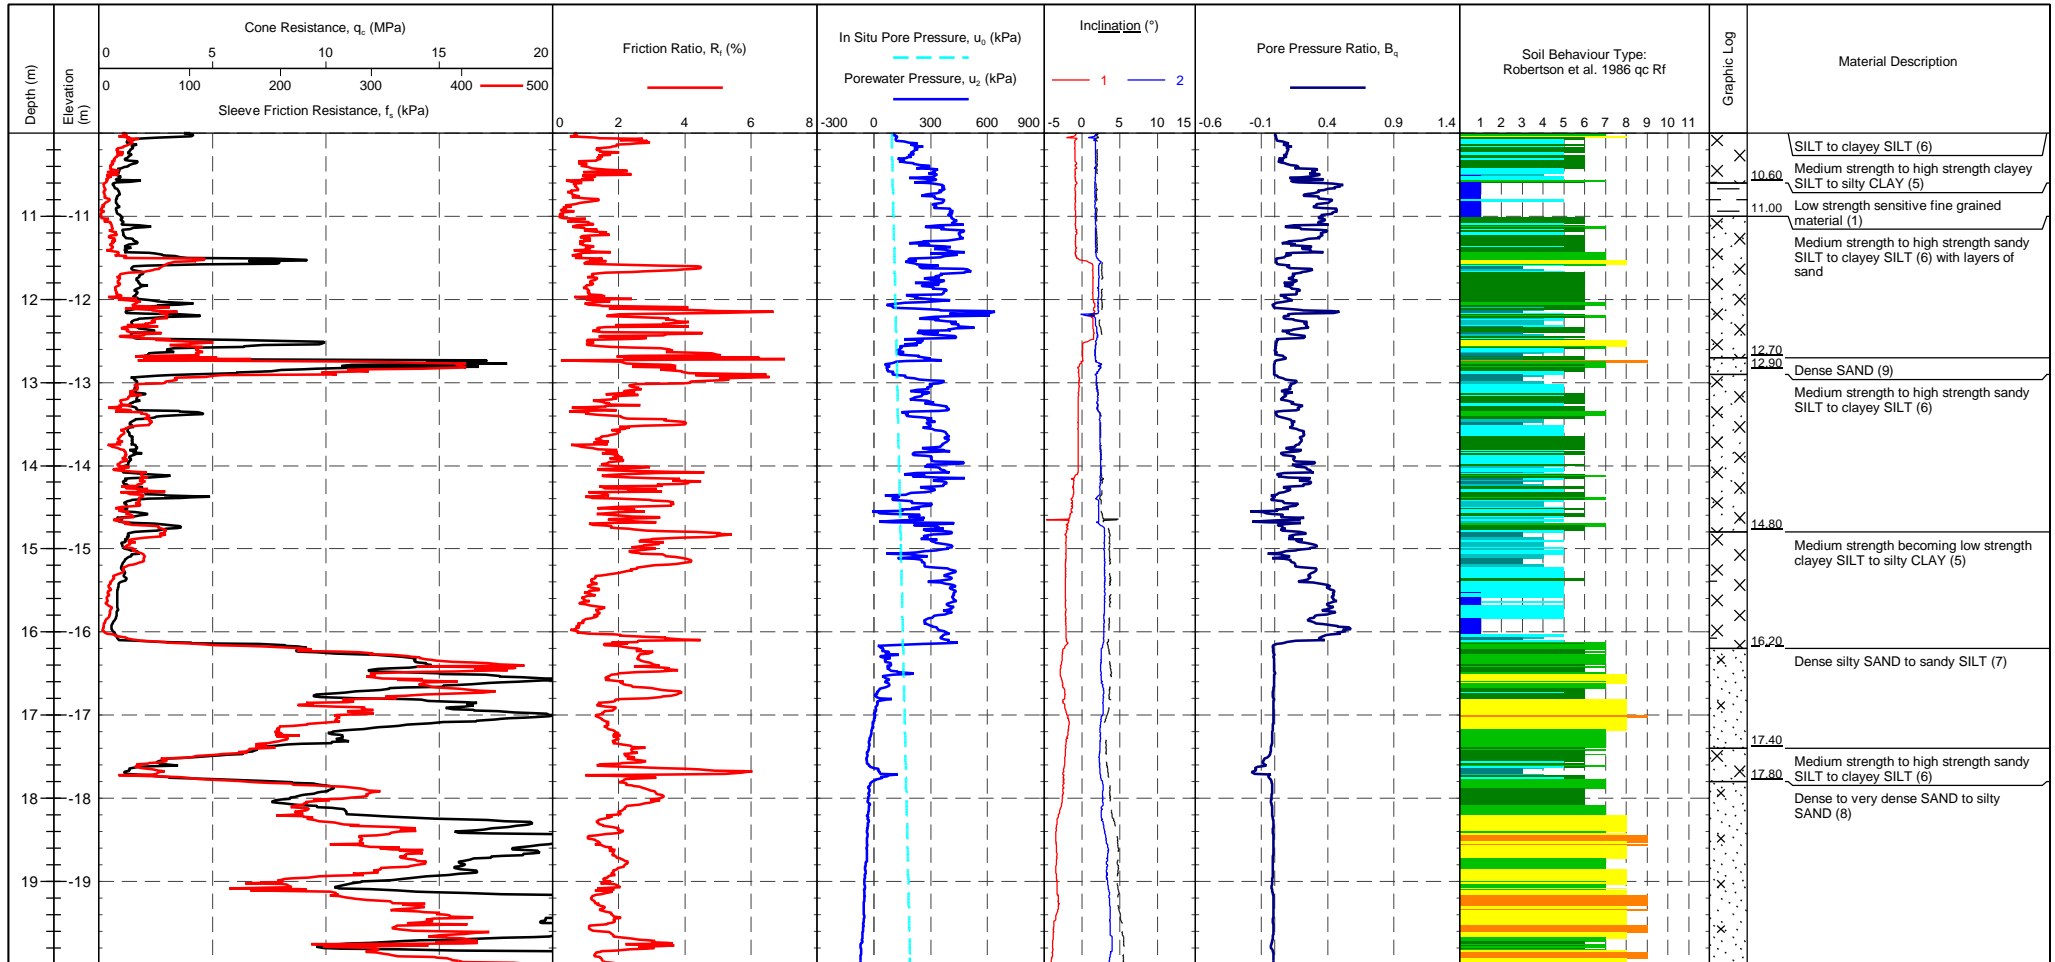 Depth (m)
Elevation
(m)
Cone Resistance, qc (MPa)
0 5 10 15 20
0 100 200 300 400 500
Sleeve Friction Resistance, fs (kPa)
Friction Ratio, Rf (%)
0 2 4 6 8
In Situ Pore Pressure, u0 (kPa)
Porewater Pressure, u2 (kPa)
-300 0 300 600 900
Inclination (°)
1 2
-5 0 5 10 15
Pore Pressure Ratio, Bq
-0.6 -0.1 0.4 0.9 1.4
Soil Behaviour Type:
Robertson et al. 1986 qc Rf
1 2 3 4 5 6 7 8 9 10 11
Graphic Log
Material Description
SILT to clayey SILT (6)
10.60
Medium strength to high strength clayey
SILT to silty CLAY (5)
11 -11
11.00
Low strength sensitive fine grained
material (1)
Medium strength to high strength sandy
SILT to clayey SILT (6) with layers of
sand
12 -12
12.70
12.90
Dense SAND (9)
13 -13
Medium strength to high strength sandy
SILT to clayey SILT (6)
14 -14
14.80
15 -15
Medium strength becoming low strength
clayey SILT to silty CLAY (5)
16 -16
16.20
Dense silty SAND to sandy SILT (7)
17 -17
17.40
Medium strength to high strength sandy
SILT to clayey SILT (6)
17.80
18 -18
Dense to very dense SAND to silty
SAND (8)
19 -19